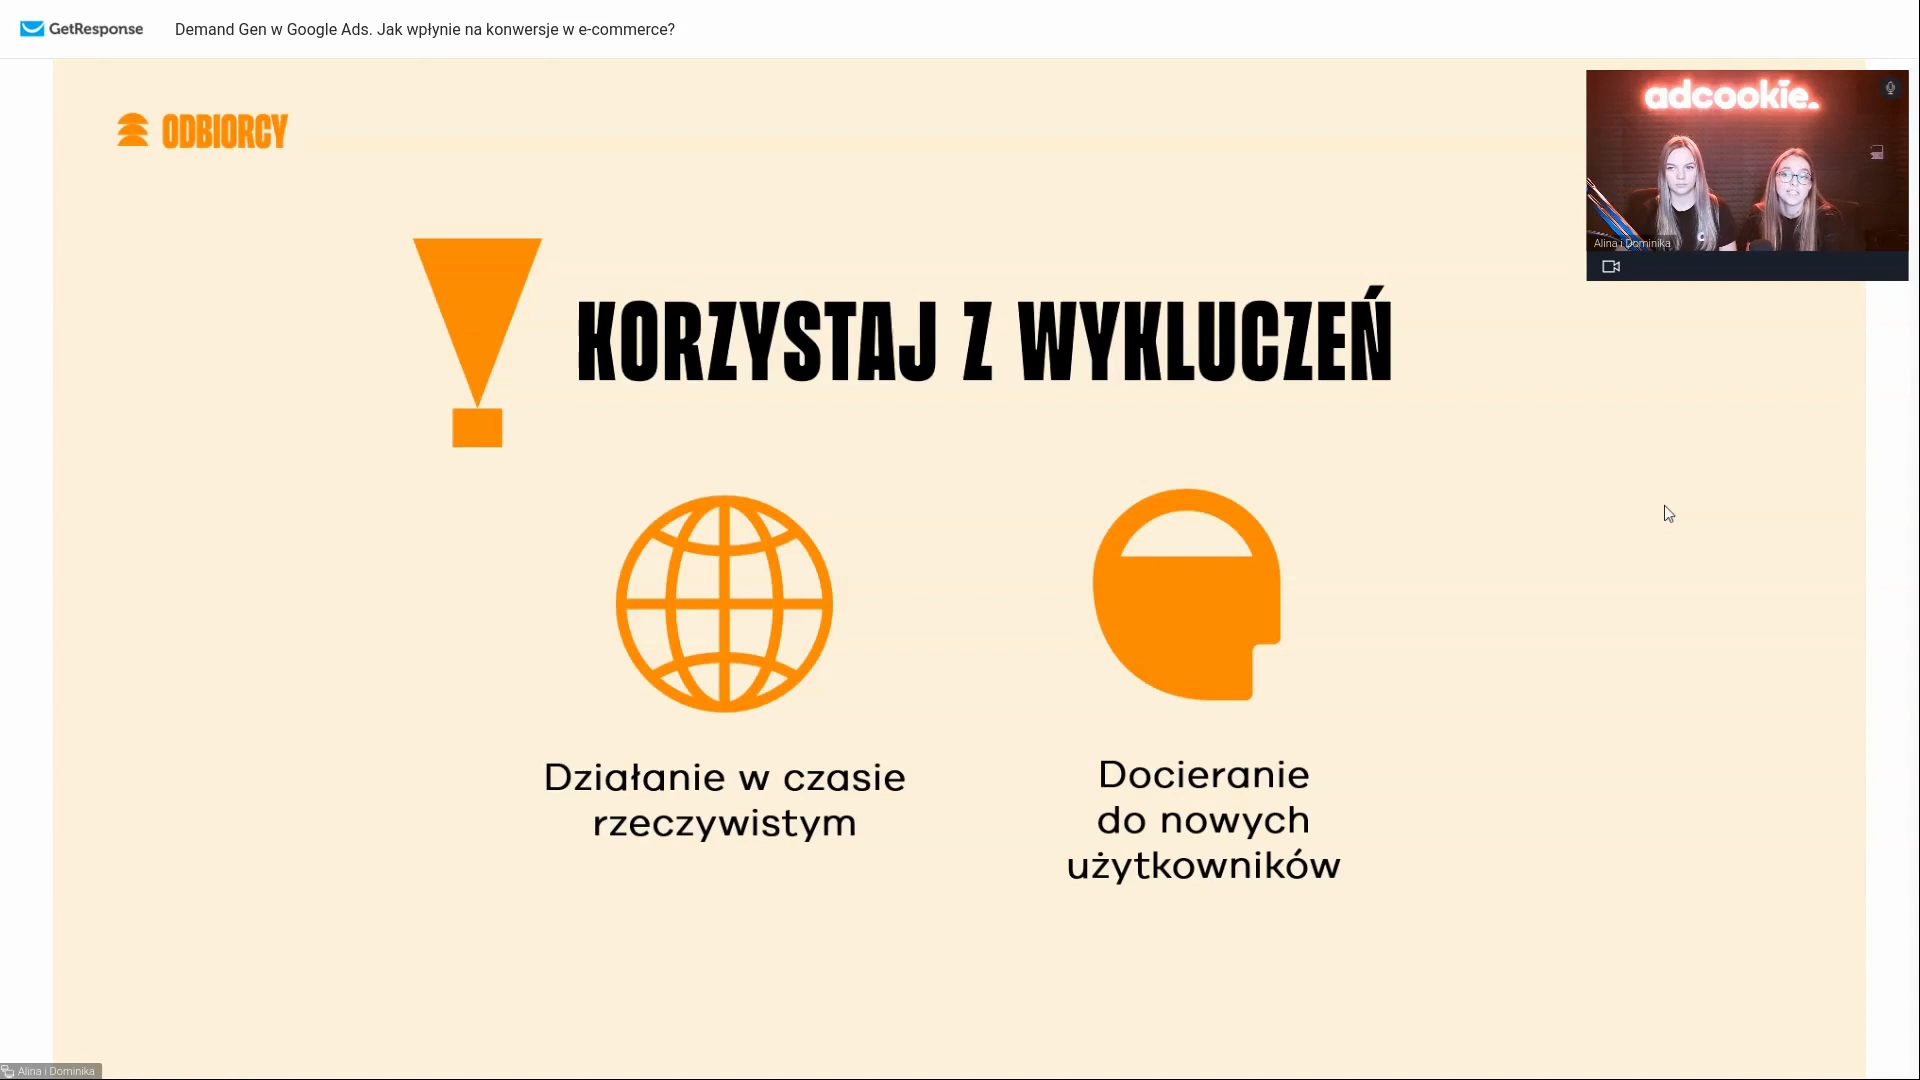 GetResponse
Demand Gen w Google Ads. Jak wpłynie na konwersje w e-commerce?
ODBIORCY
adcookie.
Alina i Dominika
KORZYSTAJ Z WYKLUCZEŃ
Działanie w czasie
rzeczywistym
Docieranie
do nowych
użytkowników
Alina i Dominika